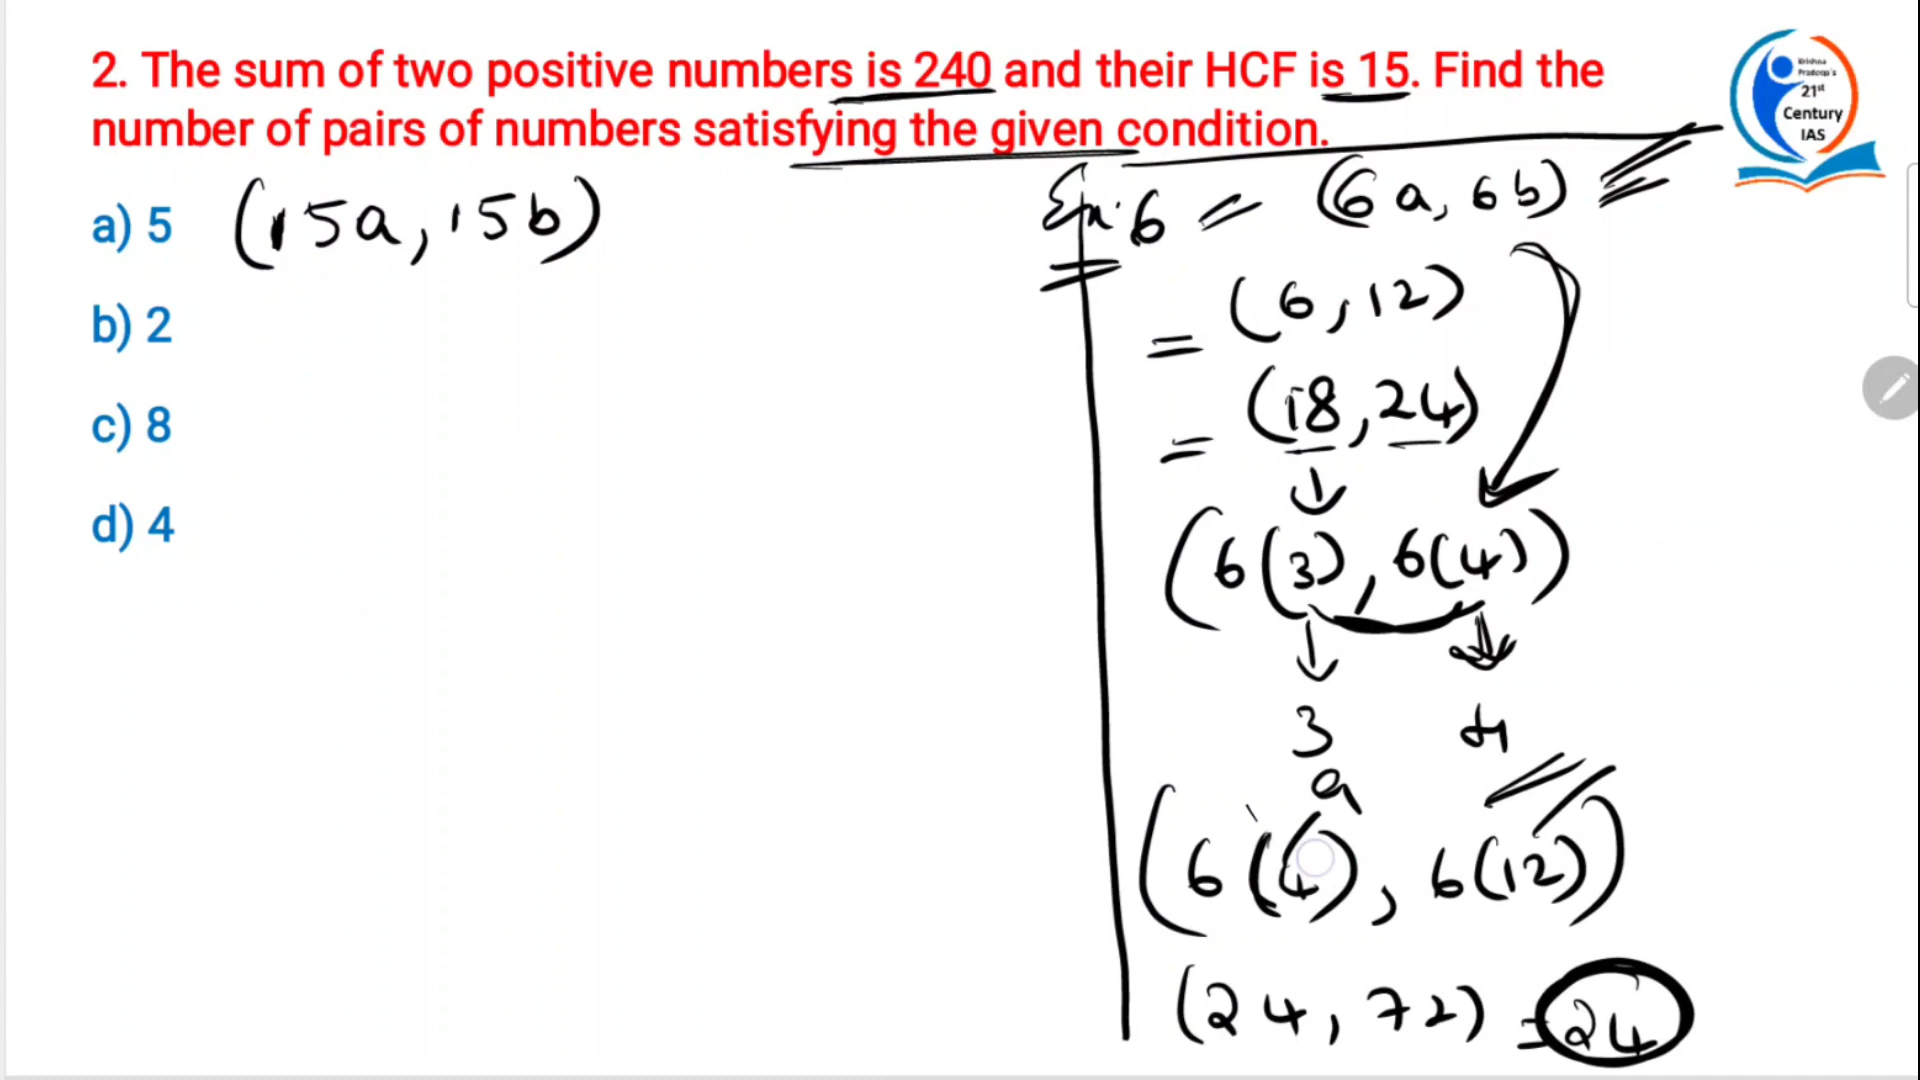 2. The sum of two positive numbers is 240 and their HCF is 15. Find the
number of pairs of numbers satisfying the given condition.
Krishna
Pradeep's
21st
Century
IAS
a) 5 (15a, 15b)
b) 2
c) 8
d) 4
6 = (6a, 6b)
= (6, 12)
= (18, 24)
(6(3), 6(4))
3 4
a
(6(4), 6(12))
(24, 72) = 24